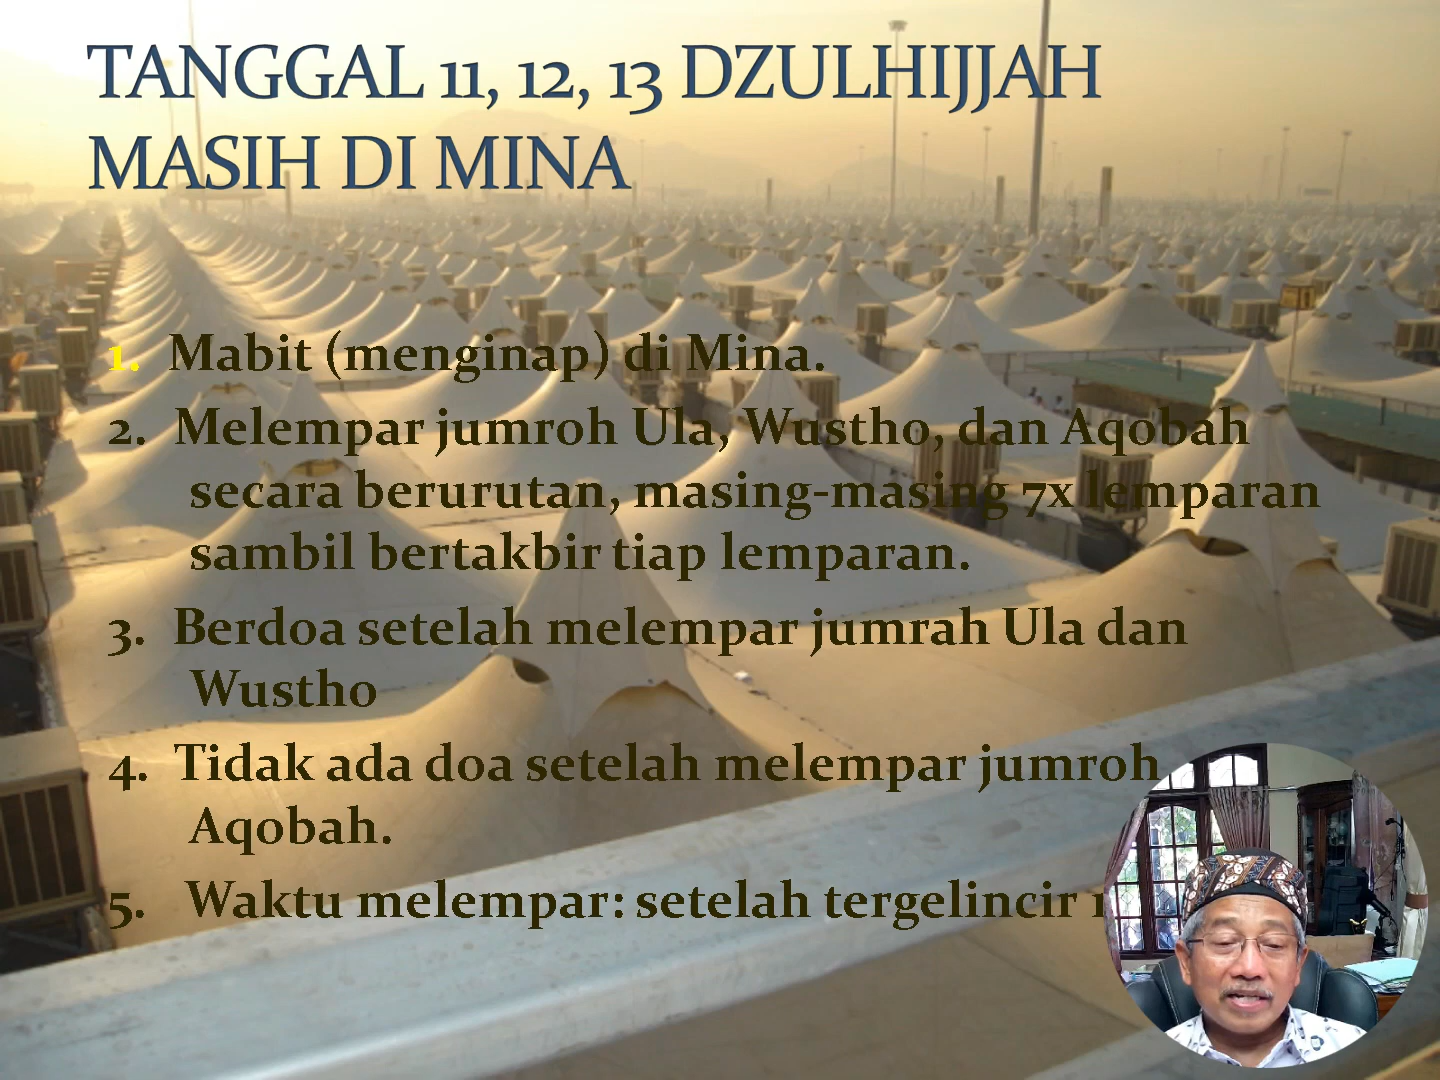 TANGGAL 11, 12, 13 DZULHIJJAH
MASIH DI MINA
1. Mabit (menginap) di Mina.
2. Melempar jumroh Ula, Wustho, dan Aqobah
secara berurutan, masing-masing 7x lemparan
sambil bertakbir tiap lemparan.
3. Berdoa setelah melempar jumrah Ula dan
Wustho
4. Tidak ada doa setelah melempar jumroh
Aqobah.
5. Waktu melempar: setelah tergelincir